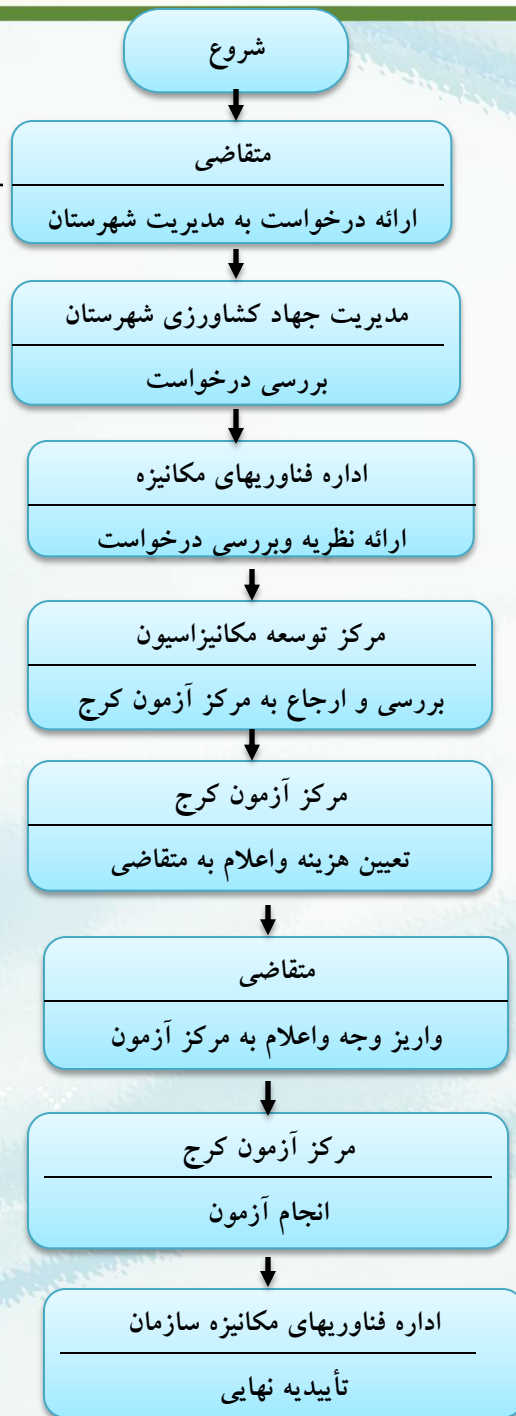 شروع
متقاضی
ارائه درخواست به مدیریت شهرستان
مدیریت جهاد کشاورزی شهرستان
بررسی درخواست
اداره فناوریهای مکانیزه
ارائه نظریه وبررسی درخواست
مرکز توسعه مکانیزاسیون
بررسی و ارجاع به مرکز آزمون کرج
مرکز آزمون کرج
تعیین هزینه واعلام به متقاضی
متقاضی
واریز وجه واعلام به مرکز آزمون
مرکز آزمون کرج
انجام آزمون
اداره فناوریهای مکانیزه سازمان
تأییدیه نهایی